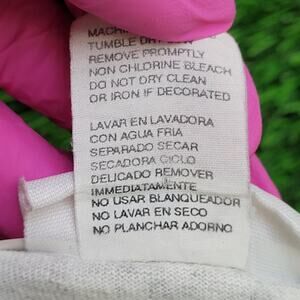 MACHINE
TUMBLE DRY LOW
REMOVE PROMPTLY
NON CHLORINE BLEACH
DO NOT DRY CLEAN
OR IRON IF DECORATED
LAVAR EN LAVADORA
CON AGUA FRIA
SEPARADO SECAR
SECADORA CICLO
DELICADO REMOVER
IMMEDIATAMENTE
NO USAR BLANQUEADOR
NO LAVAR EN SECO
NO PLANCHAR ADORNO